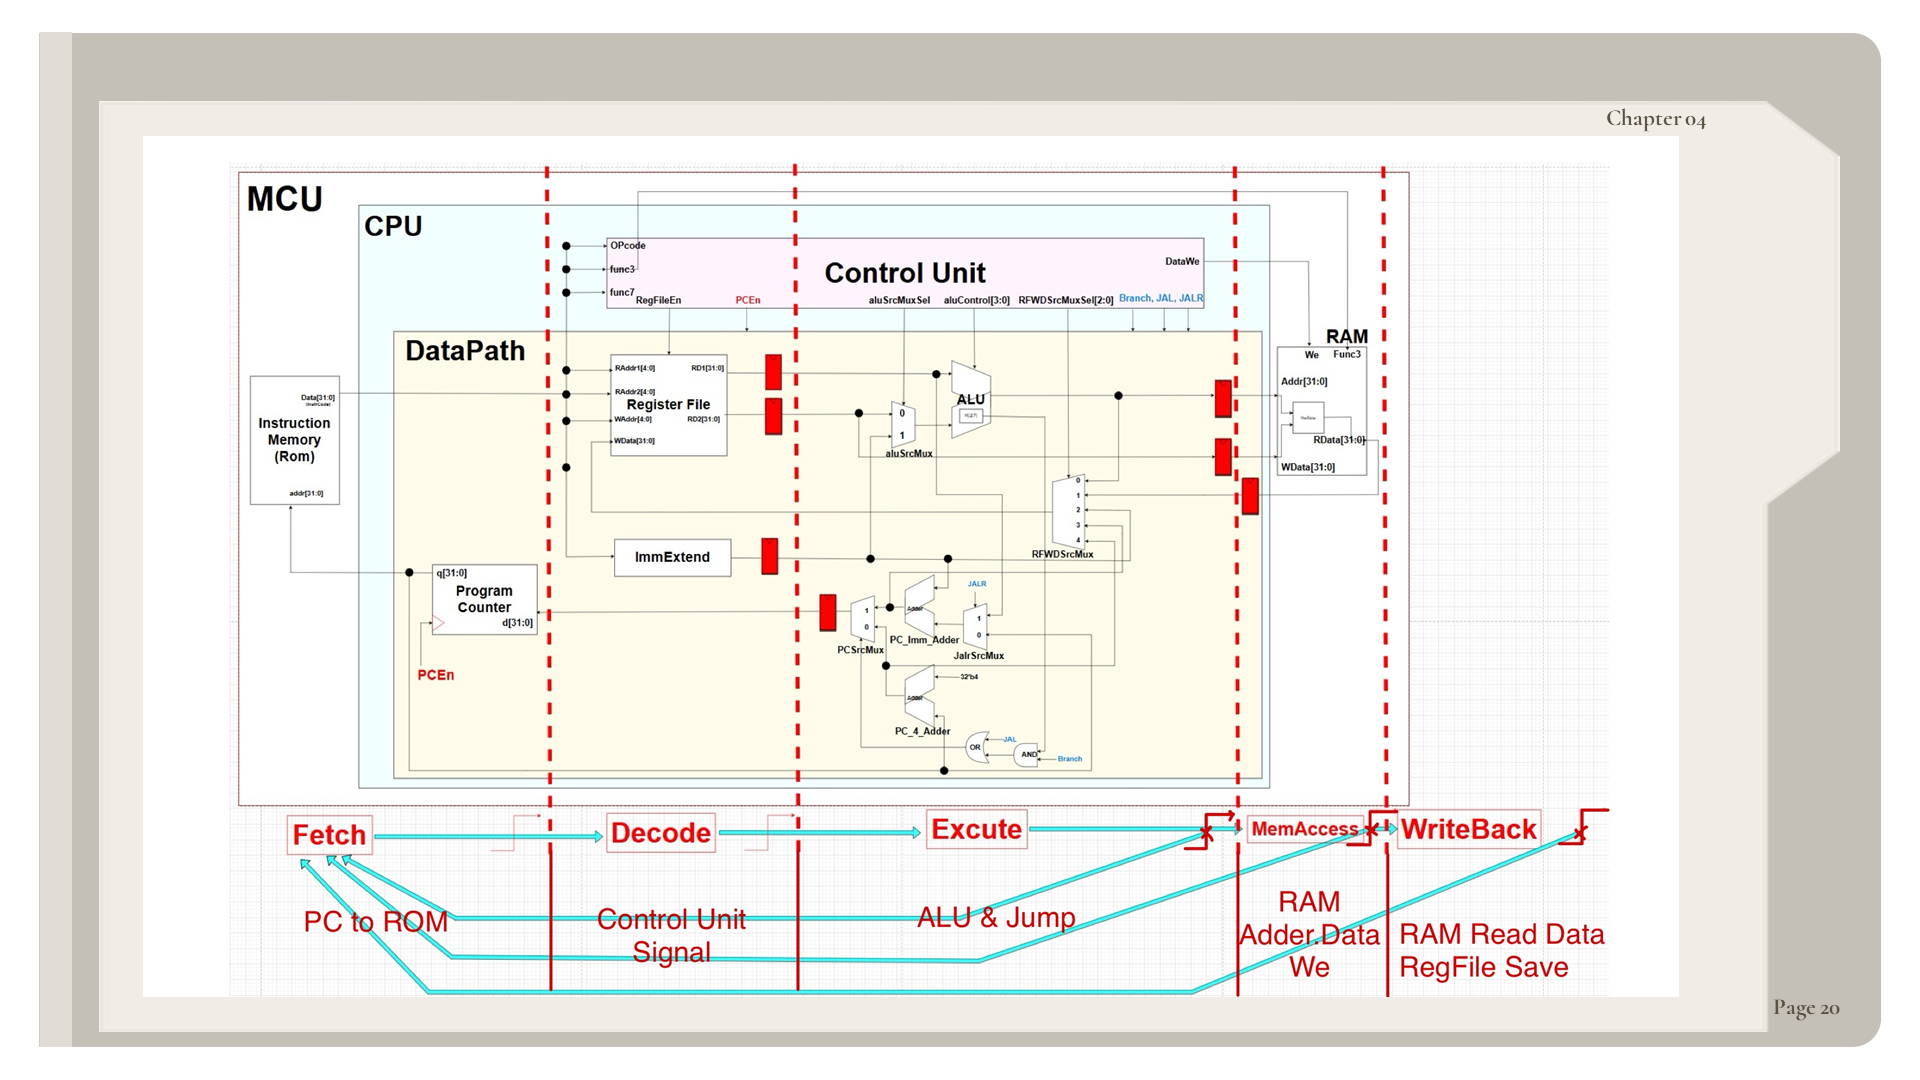 Chapter 04
MCU
CPU
OPcode
func3
func7
Control Unit
DataWe
RegFileEn
PCEn
aluSrcMuxSel
aluControl[3:0]
RFWDSrcMuxSel[2:0]
Branch, JAL, JALR
DataPath
RAM
We
Func3
Addr[31:0]
RData[31:0]
WData[31:0]
Data[31:0]
Instruction
Memory
(Rom)
addr[31:0]
RAddr1[4:0]
RD1[31:0]
RAddr2[4:0]
Register File
WAddr[4:0]
RD2[31:0]
WData[31:0]
ALU
비교기
0
1
aluSrcMux
0
1
2
3
4
RFWDSrcMux
ImmExtend
q[31:0]
Program
Counter
d[31:0]
PCEn
1
0
PCSrcMux
Adder
PC_Imm_Adder
JALR
1
0
JalrSrcMux
32'b4
Adder
PC_4_Adder
OR
JAL
AND
Branch
Fetch
Decode
Excute
MemAccess
WriteBack
PC to ROM
Control Unit
Signal
ALU & Jump
RAM
Adder.Data
We
RAM Read Data
RegFile Save
Page 20